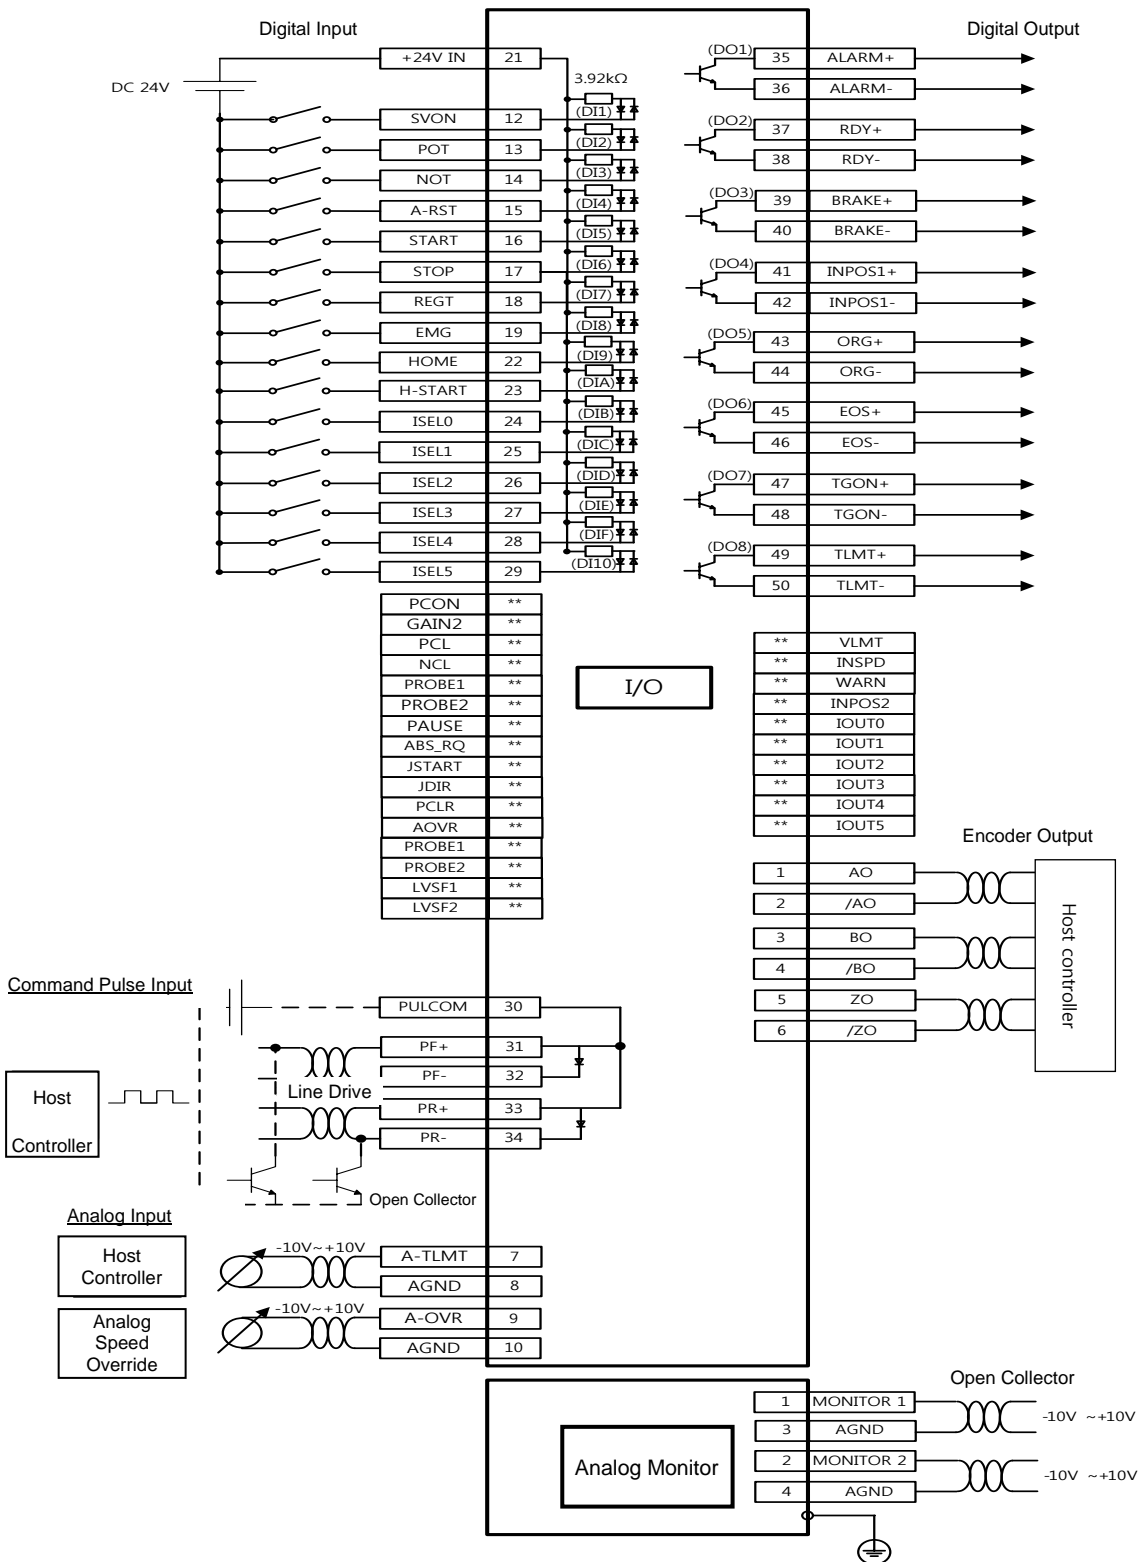 Digital Input
Digital Output
DC 24V
+24V IN 21
3.92kΩ
SVON 12 (DI1)
POT 13 (DI2)
NOT 14 (DI3)
A-RST 15 (DI4)
START 16 (DI5)
STOP 17 (DI6)
REGT 18 (DI7)
EMG 19 (DI8)
HOME 22 (DI9)
H-START 23 (DIA)
ISEL0 24 (DIB)
ISEL1 25 (DIC)
ISEL2 26 (DID)
ISEL3 27 (DIE)
ISEL4 28 (DIF)
ISEL5 29 (DI10)
PCON **
GAIN2 **
PCL **
NCL **
PROBE1 **
PROBE2 **
PAUSE **
ABS_RQ **
JSTART **
JDIR **
PCLR **
AOVR **
PROBE1 **
PROBE2 **
LVSF1 **
LVSF2 **
I/O
(DO1) 35 ALARM+
36 ALARM-
(DO2) 37 RDY+
38 RDY-
(DO3) 39 BRAKE+
40 BRAKE-
(DO4) 41 INPOS1+
42 INPOS1-
(DO5) 43 ORG+
44 ORG-
(DO6) 45 EOS+
46 EOS-
(DO7) 47 TGON+
48 TGON-
(DO8) 49 TLMT+
50 TLMT-
** VLMT
** INSPD
** WARN
** INPOS2
** IOUT0
** IOUT1
** IOUT2
** IOUT3
** IOUT4
** IOUT5
Encoder Output
1 AO
2 /AO
3 BO
4 /BO
5 ZO
6 /ZO
Host controller
Command Pulse Input
PULCOM 30
PF+ 31
PF- 32
Line Drive
PR+ 33
PR- 34
Host
Controller
Open Collector
Analog Input
Host
Controller
-10V~+10V
A-TLMT 7
AGND 8
Analog
Speed
Override
-10V~+10V
A-OVR 9
AGND 10
Analog Monitor
Open Collector
1 MONITOR 1
3 AGND
-10V ~+10V
2 MONITOR 2
4 AGND
-10V ~+10V